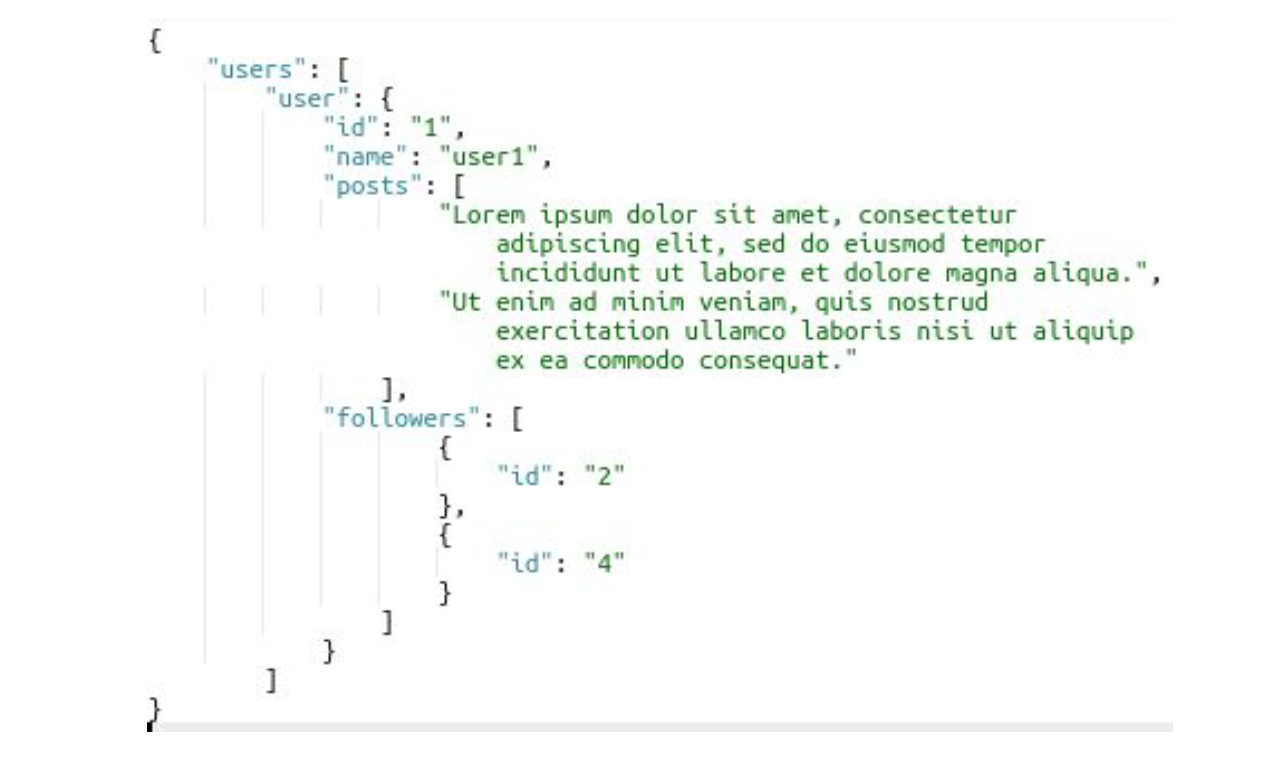 {
"users": [
"user": {
"id": "1",
"name": "user1",
"posts": [
"Lorem ipsum dolor sit amet, consectetur
adipiscing elit, sed do eiusmod tempor
incididunt ut labore et dolore magna aliqua.",
"Ut enim ad minim veniam, quis nostrud
exercitation ullamco laboris nisi ut aliquip
ex ea commodo consequat."
],
"followers": [
{
"id": "2"
},
{
"id": "4"
}
]
}
]
}